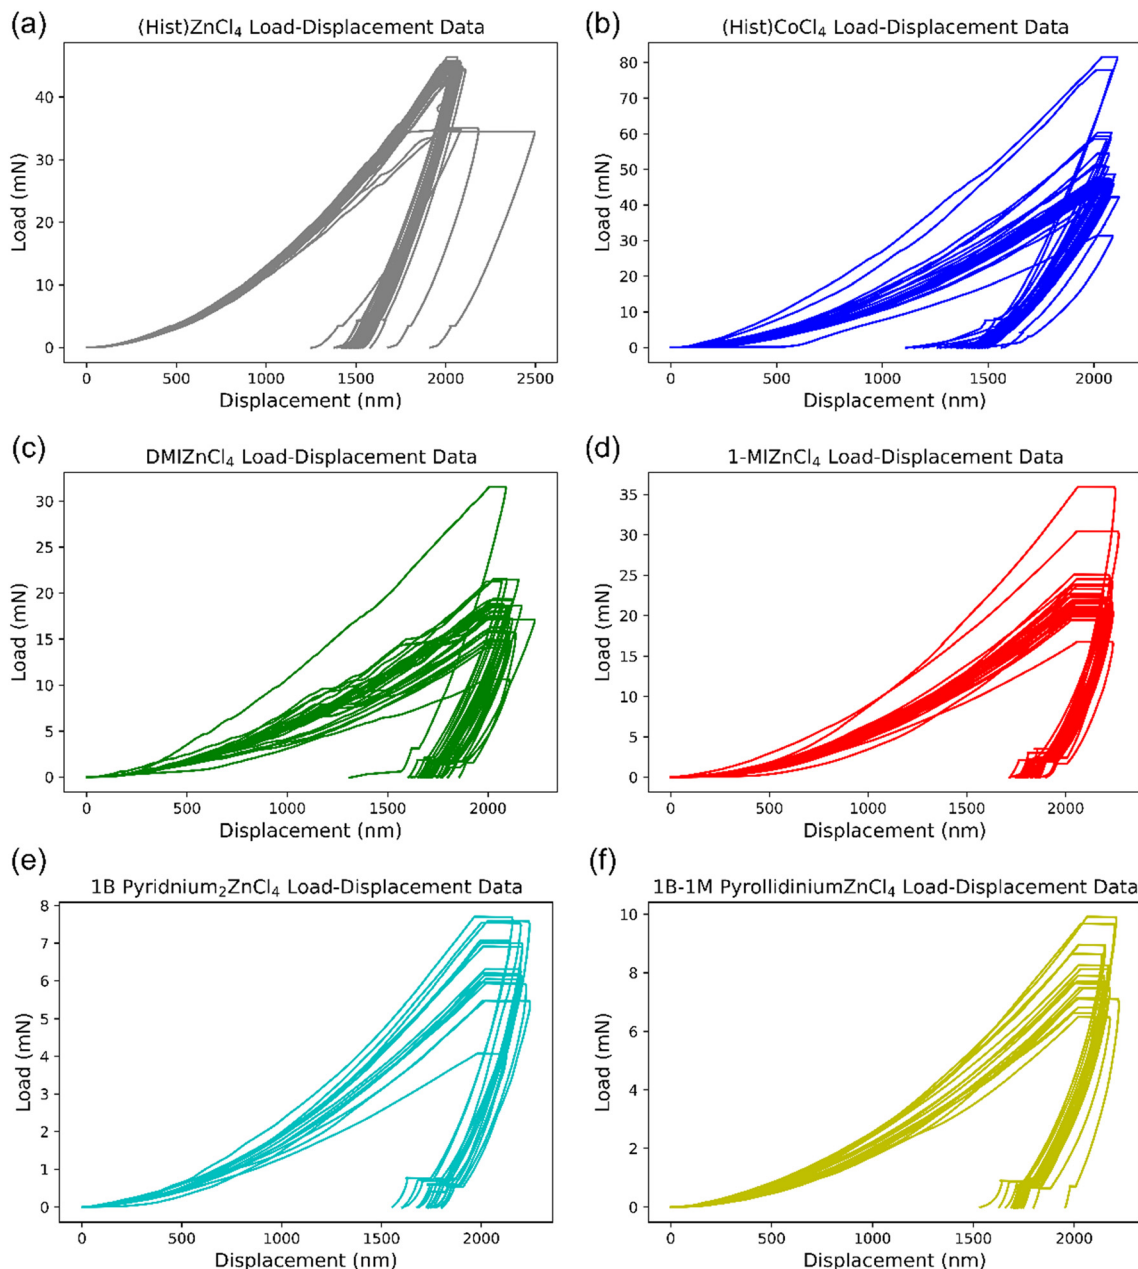 (a)
(Hist)ZnCl₄ Load-Displacement Data
Load (mN)
40
30
20
10
0
0 500 1000 1500 2000 2500
Displacement (nm)
(b)
(Hist)CoCl₄ Load-Displacement Data
Load (mN)
80
70
60
50
40
30
20
10
0
0 500 1000 1500 2000
Displacement (nm)
(c)
DMIZnCl₄ Load-Displacement Data
Load (mN)
30
25
20
15
10
5
0
0 500 1000 1500 2000
Displacement (nm)
(d)
1-MIZnCl₄ Load-Displacement Data
Load (mN)
35
30
25
20
15
10
5
0
0 500 1000 1500 2000
Displacement (nm)
(e)
1B Pyridnium₂ZnCl₄ Load-Displacement Data
Load (mN)
8
7
6
5
4
3
2
1
0
0 500 1000 1500 2000
Displacement (nm)
(f)
1B-1M PyrollidiniumZnCl₄ Load-Displacement Data
Load (mN)
10
8
6
4
2
0
0 500 1000 1500 2000
Displacement (nm)